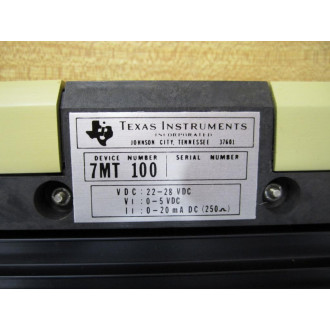 TEXAS INSTRUMENTS
INCORPORATED
JOHNSON CITY, TENNESSEE 37601
DEVICE NUMBER SERIAL NUMBER
7MT 100
VDC: 22-28 VDC
VI: 0-5 VDC
II: 0-20 mA DC (250Ω)